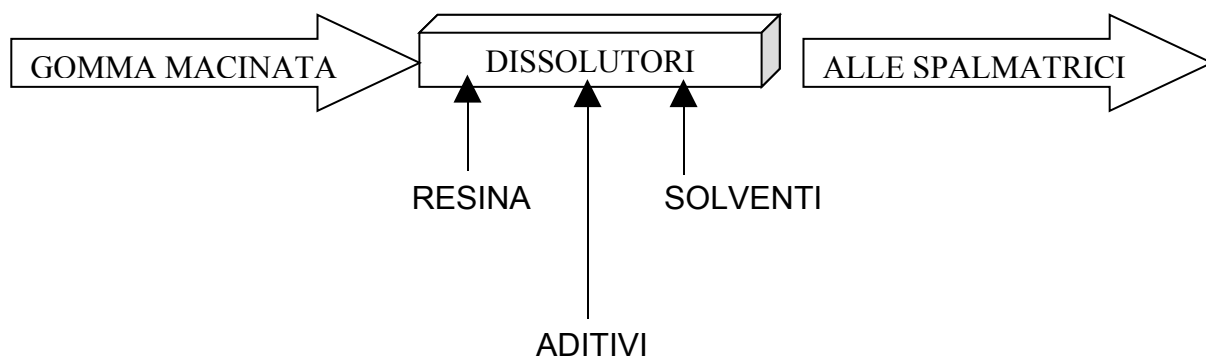 GOMMA MACINATA
DISSOLUTORI
ALLE SPALMATRICI
RESINA
SOLVENTI
ADITIVI